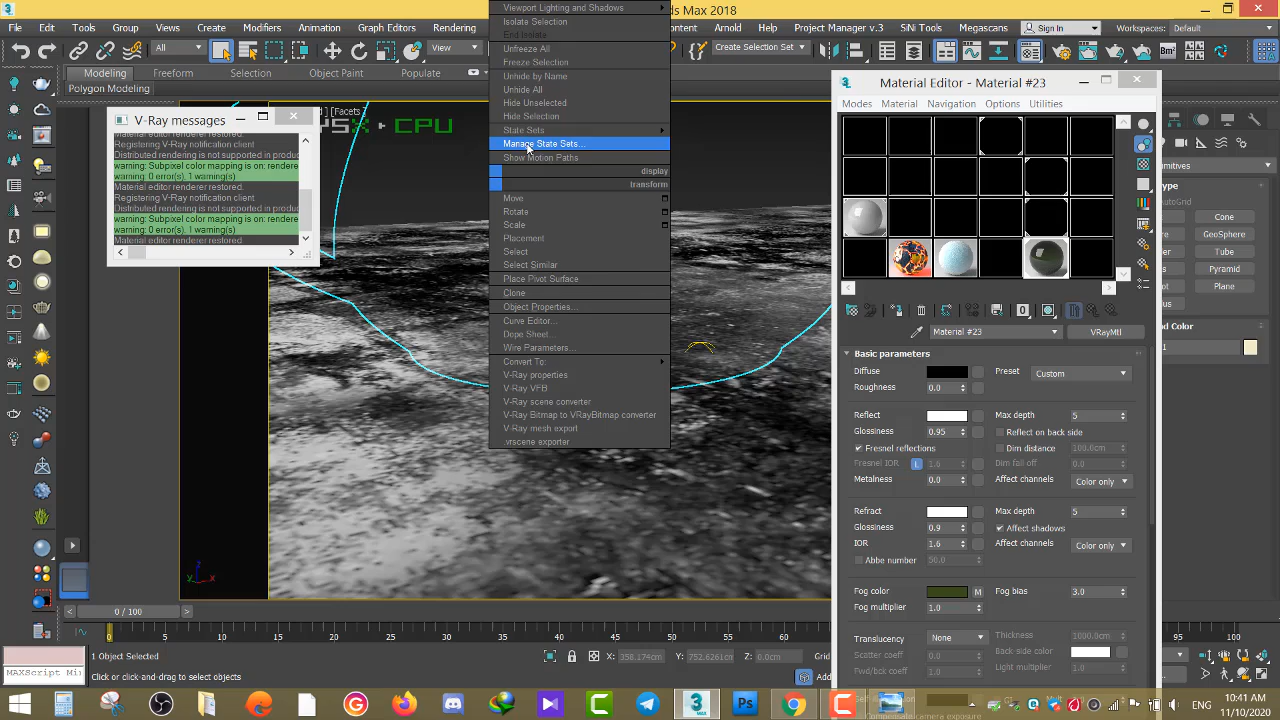 ds Max 2018
File
Edit
Tools
Group
Views
Create
Modifiers
Animation
Graph Editors
Rendering
ontent
Arnold
Help
Project Manager v.3
Sign In
Workspaces: Default
All
View
Create Selection Set
Modeling
Freeform
Selection
Object Paint
Populate
Polygon Modeling
] [Facets
+ CPU
V-Ray messages
Material editor renderer restored.
Registering V-Ray notification client
Distributed rendering is not supported in produc
warning: Subpixel color mapping is on: rendere
warning: 0 error(s), 1 warning(s)
Material editor renderer restored.
Registering V-Ray notification client
Distributed rendering is not supported in produc
warning: Subpixel color mapping is on: rendere
warning: 0 error(s), 1 warning(s)
Material editor renderer restored.
Viewport Lighting and Shadows
Isolate Selection
End Isolate
Unfreeze All
Freeze Selection
Unhide by Name
Unhide All
Hide Unselected
Hide Selection
State Sets
Manage State Sets...
Show Motion Paths
display
transform
Move
Rotate
Scale
Placement
Select
Select Similar
Place Pivot Surface
Clone
Object Properties...
Curve Editor...
Dope Sheet...
Wire Parameters...
Convert To:
V-Ray properties
V-Ray VFB
V-Ray scene converter
V-Ray Bitmap to VRayBitmap converter
V-Ray mesh export
.vrscene exporter
Material Editor - Material #23
Modes
Material
Navigation
Options
Utilities
Material #23
VRayMtl
Basic parameters
Diffuse
Preset
Custom
Roughness
0.0
Reflect
Max depth
5
Glossiness
0.95
Reflect on back side
Fresnel reflections
Dim distance
100.0cm
Fresnel IOR
L
1.6
Dim fall off
0.0
Metalness
0.0
Affect channels
Color only
Refract
Max depth
5
Glossiness
0.9
Affect shadows
IOR
1.6
Affect channels
Color only
Abbe number
50.0
Fog color
M
Fog bias
3.0
Fog multiplier
1.0
Translucency
None
Thickness
1000.0cm
Scatter coeff
0.0
Back side color
Fwd/bck coeff
1.0
Light multiplier
1.0
imitives
Type
AutoGrid
Cone
GeoSphere
Tube
Pyramid
Plane
us
d Color
z
y
0 / 100
0
5
10
15
20
25
30
35
40
45
50
55
60
95
100
1 Object Selected
X:
358.174cm
Y:
752.6261cm
Z:
0.0cm
Grid
MAXScript Mi
Click or click-and-drag to select objects
10:41 AM
11/10/2020